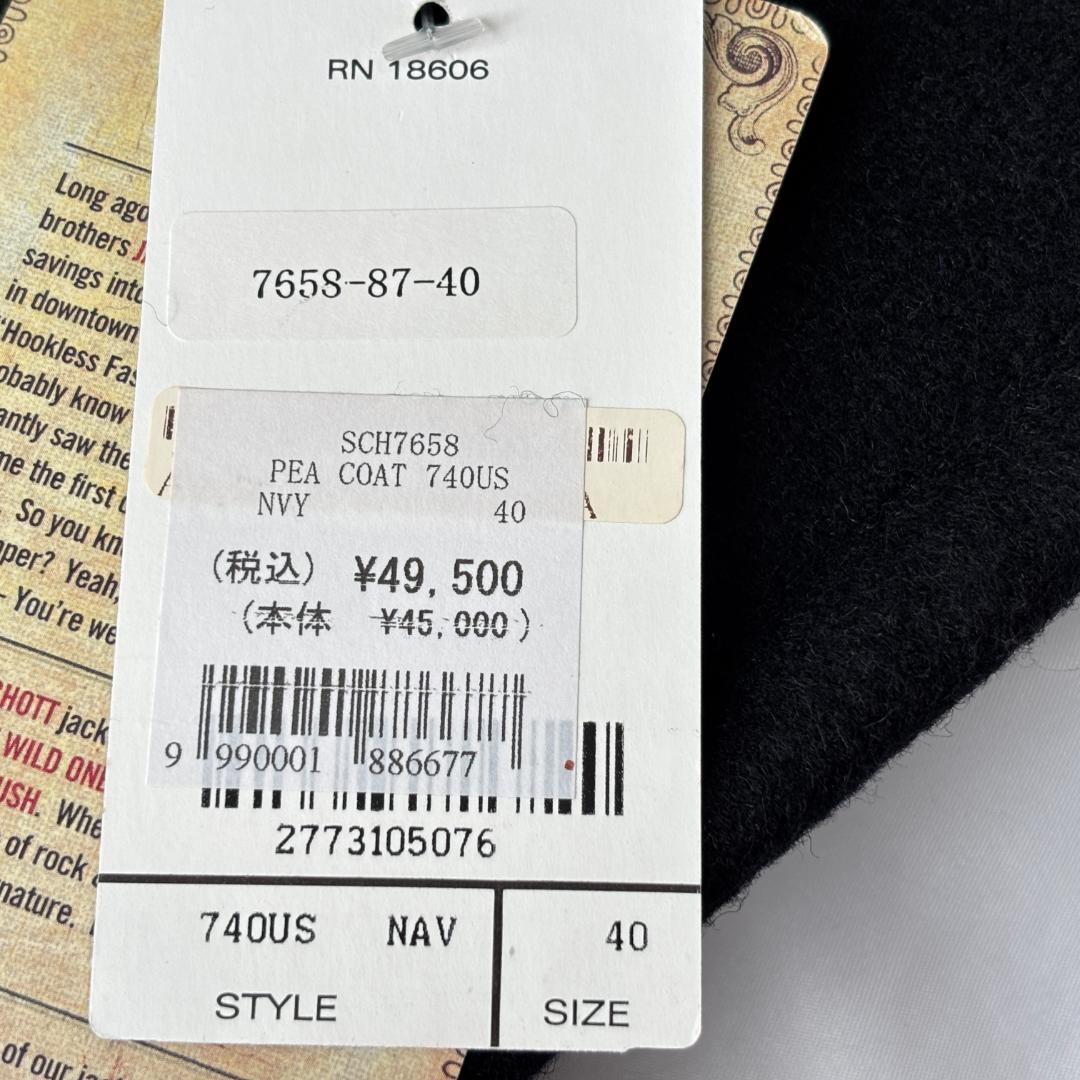 RN 18606
7658-87-40
SCH7658
PEA COAT 740US
NVY 40
(税込) ¥49,500
(本体 ¥45,000)
9 990001 886677
2773105076
740US NAV 40
STYLE SIZE
Long ago
brothers
savings into
in downtown
"Hookless Fas
obably know
antly saw the
me the first
So you kn
per? Yeah,
- You're we
HOTT jack
WILD ONE
USH. Whe
of rock
nature.
of our